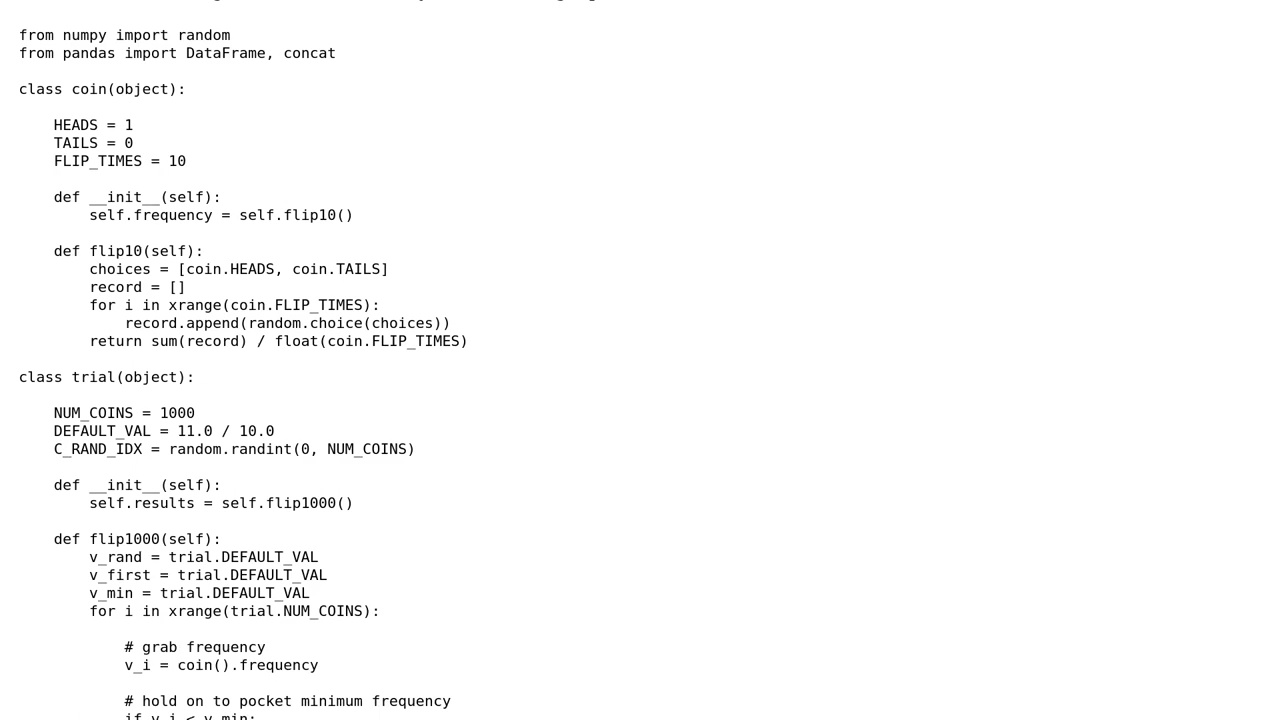 from numpy import random
from pandas import DataFrame, concat

class coin(object):

    HEADS = 1
    TAILS = 0
    FLIP_TIMES = 10

    def __init__(self):
        self.frequency = self.flip10()

    def flip10(self):
        choices = [coin.HEADS, coin.TAILS]
        record = []
        for i in xrange(coin.FLIP_TIMES):
            record.append(random.choice(choices))
        return sum(record) / float(coin.FLIP_TIMES)

class trial(object):

    NUM_COINS = 1000
    DEFAULT_VAL = 11.0 / 10.0
    C_RAND_IDX = random.randint(0, NUM_COINS)

    def __init__(self):
        self.results = self.flip1000()

    def flip1000(self):
        v_rand = trial.DEFAULT_VAL
        v_first = trial.DEFAULT_VAL
        v_min = trial.DEFAULT_VAL
        for i in xrange(trial.NUM_COINS):

            # grab frequency
            v_i = coin().frequency

            # hold on to pocket minimum frequency
            if v_i < v_min: